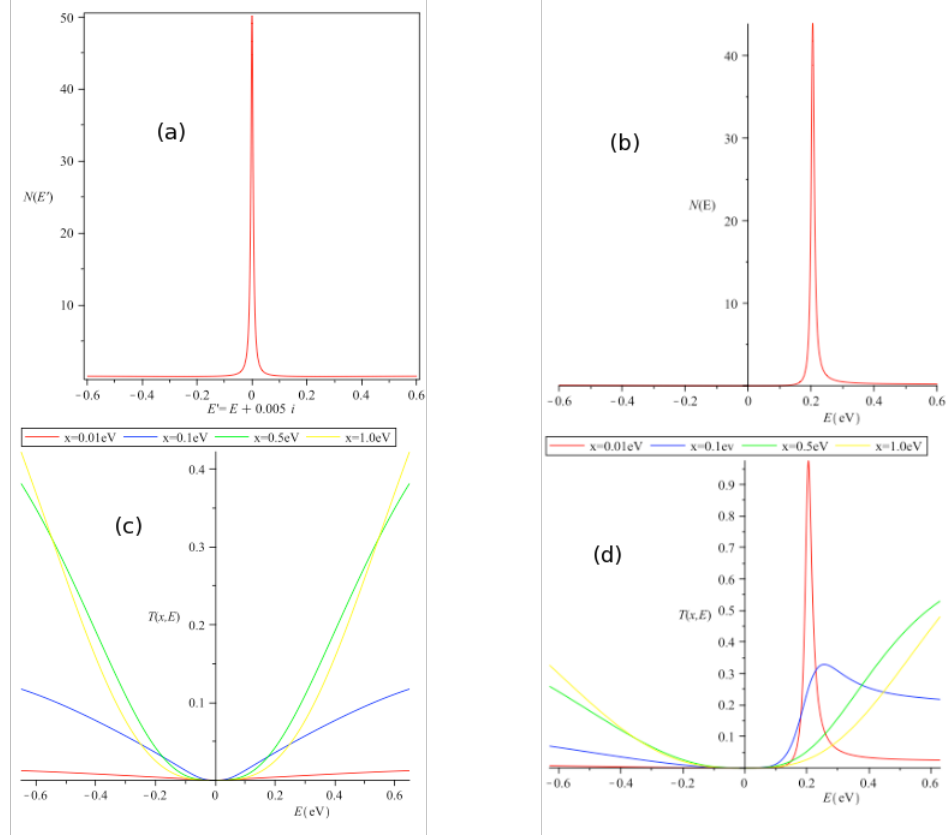 50
40
30
20
10
N(E')
(a)
−0.6 −0.4 −0.2 0 0.2 0.4 0.6
E'= E + 0.005 i
40
30
20
10
N(E)
(b)
−0.6 −0.4 −0.2 0 0.2 0.4 0.6
E(eV)
x=0.01eV x=0.1eV x=0.5eV x=1.0eV
0.4
0.3
0.2
0.1
T(x,E)
(c)
−0.6 −0.4 −0.2 0 0.2 0.4 0.6
E(eV)
x=0.01eV x=0.1ev x=0.5eV x=1.0eV
0.9
0.8
0.7
0.6
0.5
0.4
0.3
0.2
0.1
T(x,E)
(d)
−0.6 −0.4 −0.2 0 0.2 0.4 0.6
E(eV)